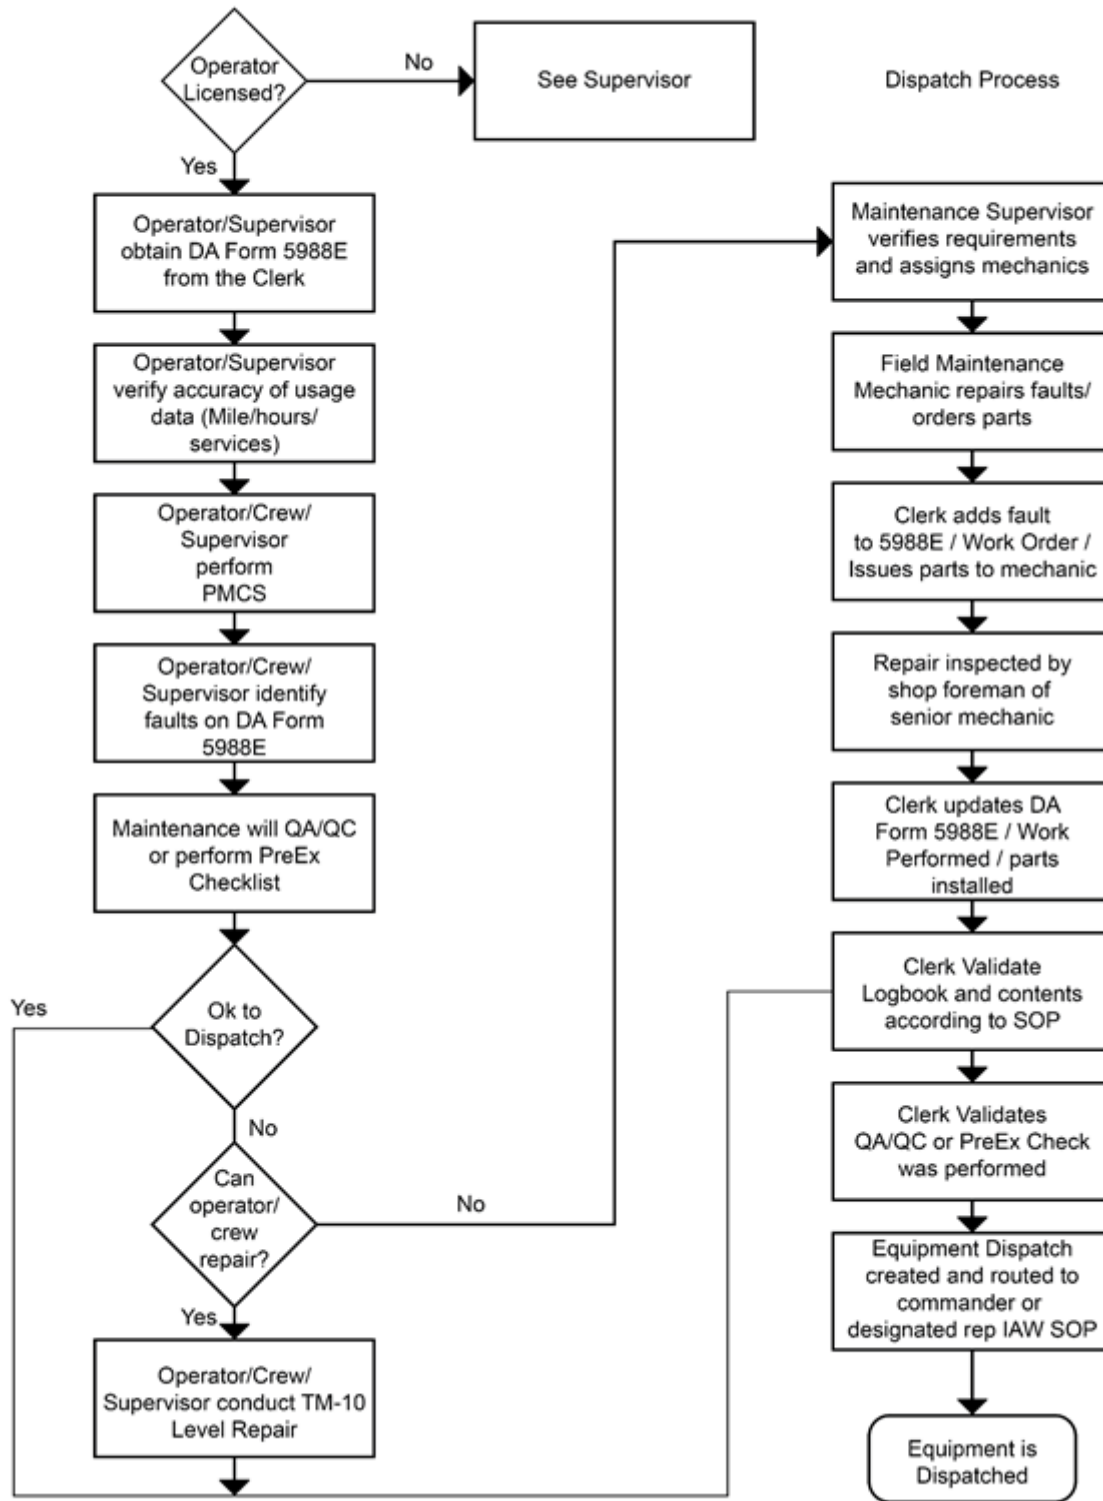 Operator
Licensed?
No
See Supervisor
Dispatch Process
Yes
Operator/Supervisor
obtain DA Form 5988E
from the Clerk
Operator/Supervisor
verify accuracy of usage
data (Mile/hours/
services)
Operator/Crew/
Supervisor
perform
PMCS
Operator/Crew/
Supervisor identify
faults on DA Form
5988E
Maintenance will QA/QC
or perform PreEx
Checklist
Yes
Ok to
Dispatch?
No
Can
operator/
crew
repair?
No
Yes
Operator/Crew/
Supervisor conduct TM-10
Level Repair
Maintenance Supervisor
verifies requirements
and assigns mechanics
Field Maintenance
Mechanic repairs faults/
orders parts
Clerk adds fault
to 5988E / Work Order /
Issues parts to mechanic
Repair inspected by
shop foreman of
senior mechanic
Clerk updates DA
Form 5988E / Work
Performed / parts
installed
Clerk Validate
Logbook and contents
according to SOP
Clerk Validates
QA/QC or PreEx Check
was performed
Equipment Dispatch
created and routed to
commander or
designated rep IAW SOP
Equipment is
Dispatched